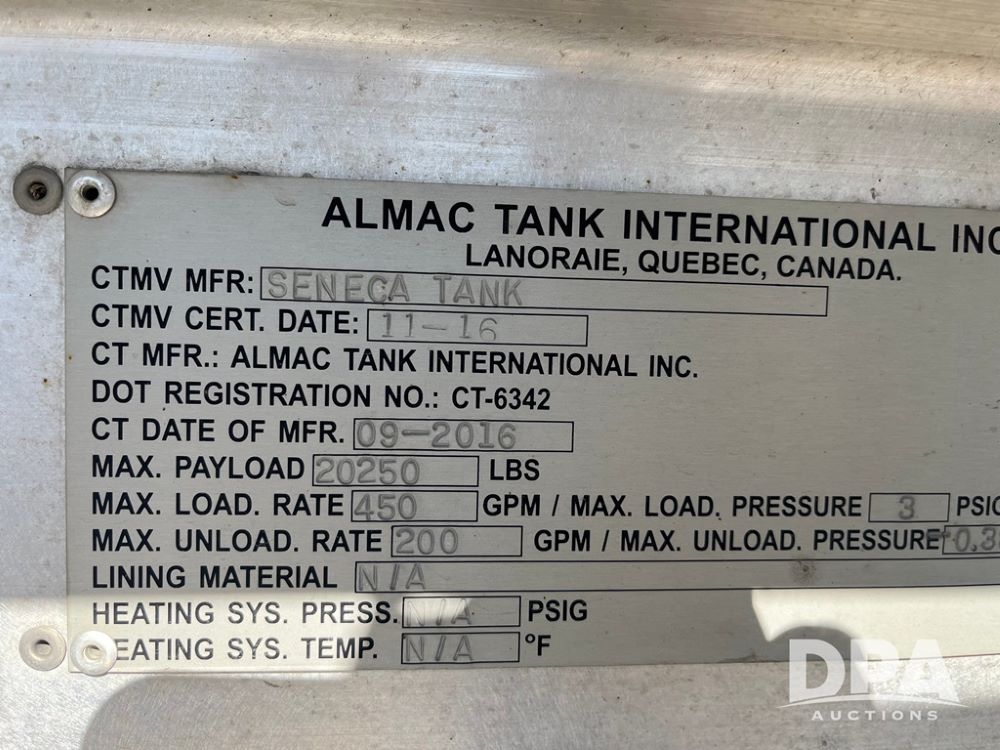 ALMAC TANK INTERNATIONAL INC
LANORAIE, QUEBEC, CANADA.
CTMV MFR: SENECA TANK
CTMV CERT. DATE: 11-16
CT MFR.: ALMAC TANK INTERNATIONAL INC.
DOT REGISTRATION NO.: CT-6342
CT DATE OF MFR. 09-2016
MAX. PAYLOAD 20250 LBS
MAX. LOAD. RATE 450 GPM / MAX. LOAD. PRESSURE 3 PSIG
MAX. UNLOAD. RATE 200 GPM / MAX. UNLOAD. PRESSURE
LINING MATERIAL N/A
HEATING SYS. PRESS. N/A PSIG
HEATING SYS. TEMP. N/A °F
DPA
AUCTIONS